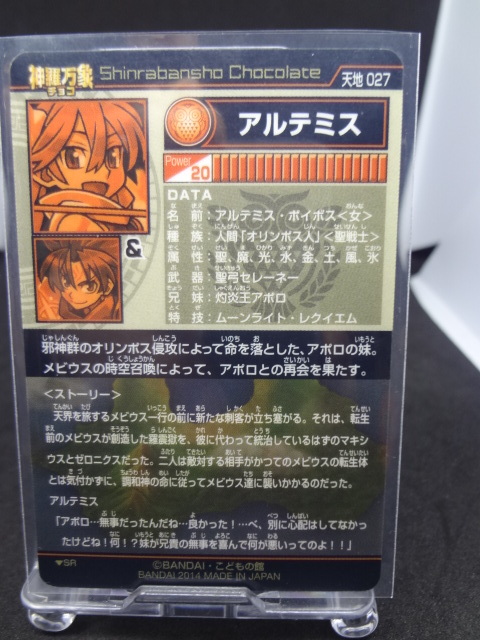 神羅万象チョコ Shinrabansho Chocolate 天地 027
アルテミス
Power 20
&
DATA
名前：アルテミス・ポイポス<女>
種族：人間「オリンポス人」<聖戦士>
属性：聖、魔、光、水、金、土、風、氷
武器：聖弓セレーネー
兄妹：灼炎王アポロ
特技：ムーンライト・レクイエム
邪神群のオリンポス侵攻によって命を落とした、アポロの妹。
メビウスの時空召喚によって、アポロとの再会を果たす。
<ストーリー>
天界を旅するメビウス一行の前に新たな刺客が立ち塞がる。それは、転生
前のメビウスが創造した羅震獄を、彼に代わって統治しているはずのマキシ
ウスとゼロニクスだった。二人は敵対する相手がかつてのメビウスの転生体
とは気付かずに、調和神の命に従ってメビウス達に襲いかかるのだった。
アルテミス
「アポロ…無事だったんだね…良かった！…べ、別に心配はしてなかっ
たけどね！何！？妹が兄貴の無事を喜んで何が悪いってのよ！！」
▼SR
©BANDAI・こどもの館
BANDAI 2014 MADE IN JAPAN